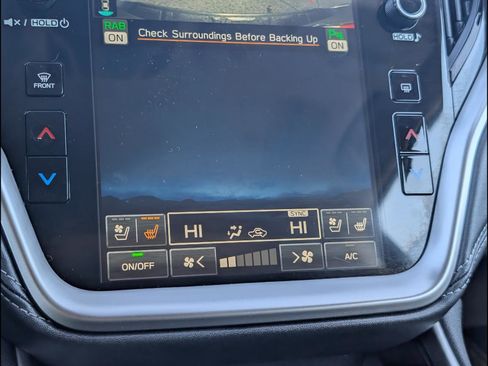 HOLD
RAB
ON
Check Surroundings Before Backing Up
ON
HOLD
FRONT
HI
SYNC
HI
ON/OFF
A/C